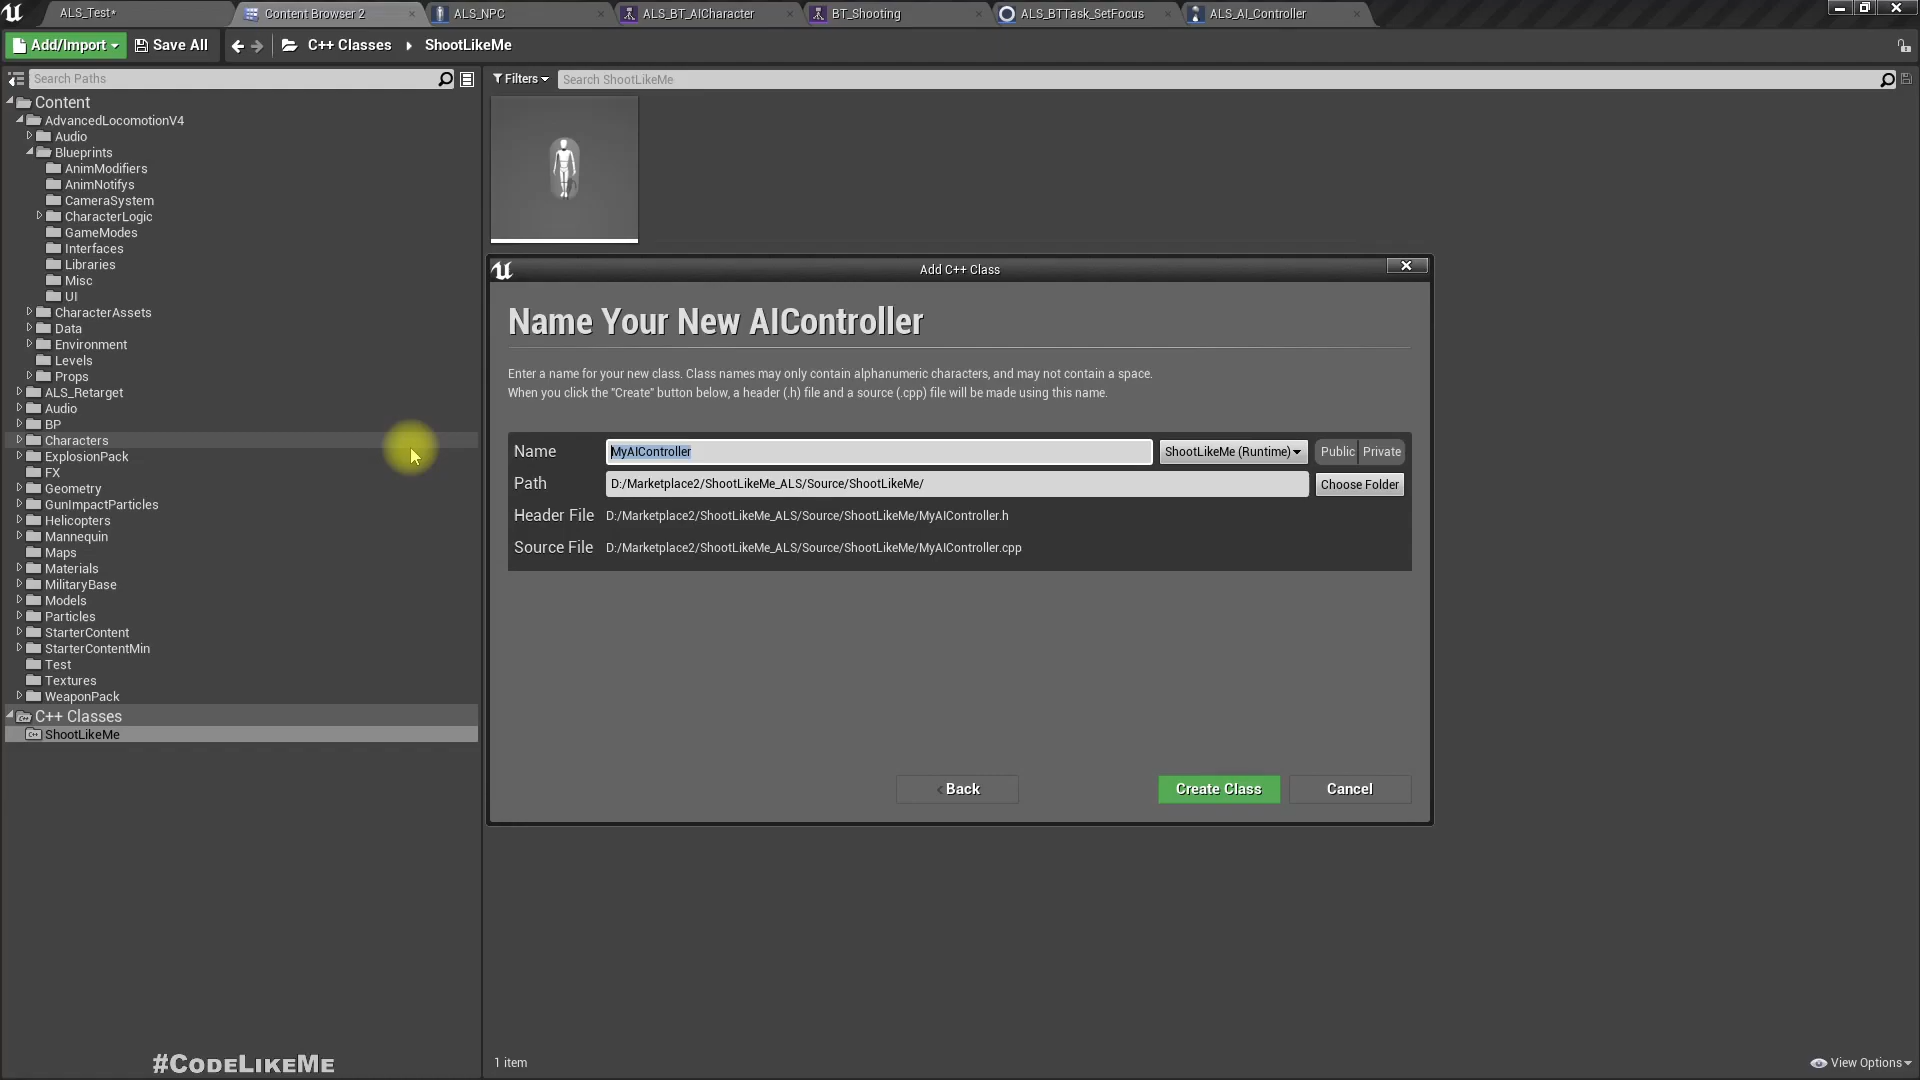 ALS_Test*
Content Browser 2
ALS_NPC
ALS_BT_AICharacter
BT_Shooting
ALS_BTTask_SetFocus
ALS_AI_Controller
Add/Import
Save All
C++ Classes
ShootLikeMe
Search Paths
Filters
Search ShootLikeMe
Content
AdvancedLocomotionV4
Audio
Blueprints
AnimModifiers
AnimNotifys
CameraSystem
CharacterLogic
GameModes
Interfaces
Libraries
Misc
UI
CharacterAssets
Data
Environment
Levels
Props
ALS_Retarget
Audio
BP
Characters
ExplosionPack
FX
Geometry
GunImpactParticles
Helicopters
Mannequin
Maps
Materials
MilitaryBase
Models
Particles
StarterContent
StarterContentMin
Test
Textures
WeaponPack
C++ Classes
ShootLikeMe
Add C++ Class
Name Your New AIController
Enter a name for your new class. Class names may only contain alphanumeric characters, and may not contain a space.
When you click the "Create" button below, a header (.h) file and a source (.cpp) file will be made using this name.
Name
MyAIController
ShootLikeMe (Runtime)
Public
Private
Path
D:/Marketplace2/ShootLikeMe_ALS/Source/ShootLikeMe/
Choose Folder
Header File
D:/Marketplace2/ShootLikeMe_ALS/Source/ShootLikeMe/MyAIController.h
Source File
D:/Marketplace2/ShootLikeMe_ALS/Source/ShootLikeMe/MyAIController.cpp
Back
Create Class
Cancel
1 item
View Options
#CodeLikeMe